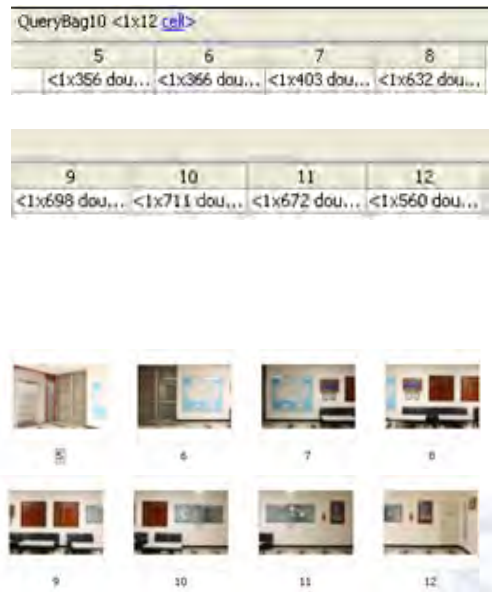 QueryBag10 <1x12 cell>
5 6 7 8
<1x356 dou... <1x366 dou... <1x403 dou... <1x632 dou...
9 10 11 12
<1x698 dou... <1x711 dou... <1x672 dou... <1x560 dou...
5 6 7 8
9 10 11 12